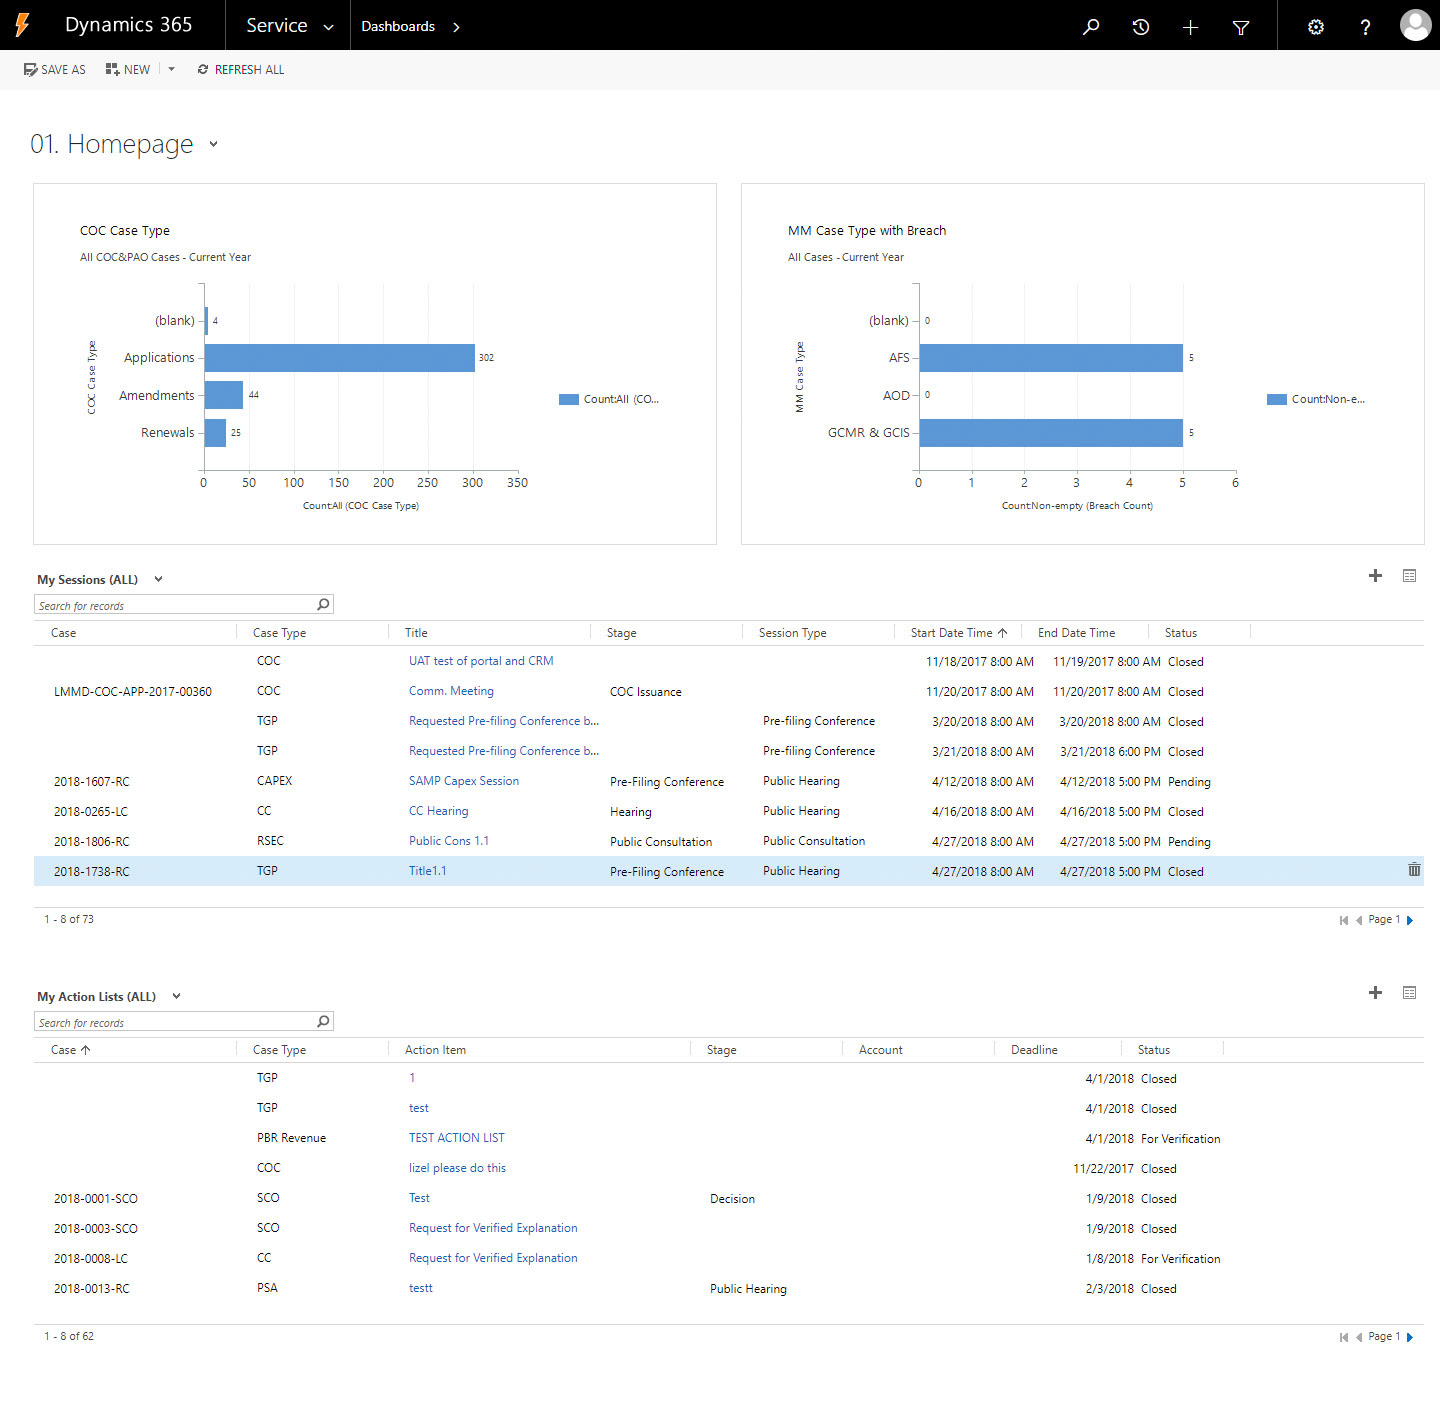 Dynamics 365 Service Dashboards
SAVE AS NEW REFRESH ALL
01. Homepage
COC Case Type
All COC&PAO Cases - Current Year
COC Case Type
(blank) 4
Applications 302
Amendments 44
Renewals 25
0 50 100 150 200 250 300 350
Count:All (COC Case Type)
Count:All (CO...
MM Case Type with Breach
All Cases - Current Year
MM Case Type
(blank) 0
AFS 5
AOD 0
GCMR & GCIS 5
0 1 2 3 4 5 6
Count:Non-empty (Breach Count)
Count:Non-e...
My Sessions (ALL)
Search for records
Case Case Type Title Stage Session Type Start Date Time End Date Time Status
COC UAT test of portal and CRM 11/18/2017 8:00 AM 11/19/2017 8:00 AM Closed
LMMD-COC-APP-2017-00360 COC Comm. Meeting COC Issuance 11/20/2017 8:00 AM 11/20/2017 8:00 AM Closed
TGP Requested Pre-filing Conference b... Pre-filing Conference 3/20/2018 8:00 AM 3/20/2018 8:00 AM Closed
TGP Requested Pre-filing Conference b... Pre-filing Conference 3/21/2018 8:00 AM 3/21/2018 6:00 PM Closed
2018-1607-RC CAPEX SAMP Capex Session Pre-Filing Conference Public Hearing 4/12/2018 8:00 AM 4/12/2018 5:00 PM Pending
2018-0265-LC CC CC Hearing Hearing Public Hearing 4/16/2018 8:00 AM 4/16/2018 5:00 PM Closed
2018-1806-RC RSEC Public Cons 1.1 Public Consultation Public Consultation 4/27/2018 8:00 AM 4/27/2018 5:00 PM Pending
2018-1738-RC TGP Title1.1 Pre-Filing Conference Public Hearing 4/27/2018 8:00 AM 4/27/2018 5:00 PM Closed
1 - 8 of 73 Page 1
My Action Lists (ALL)
Search for records
Case Case Type Action Item Stage Account Deadline Status
TGP 1 4/1/2018 Closed
TGP test 4/1/2018 Closed
PBR Revenue TEST ACTION LIST 4/1/2018 For Verification
COC lizel please do this 11/22/2017 Closed
2018-0001-SCO SCO Test Decision 1/9/2018 Closed
2018-0003-SCO SCO Request for Verified Explanation 1/9/2018 Closed
2018-0008-LC CC Request for Verified Explanation 1/8/2018 For Verification
2018-0013-RC PSA testt Public Hearing 2/3/2018 Closed
1 - 8 of 62 Page 1